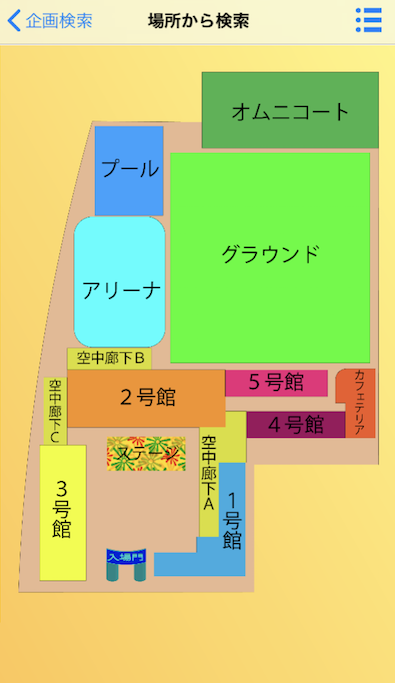 企画検索
場所から検索
オムニコート
プール
グラウンド
アリーナ
空中廊下B
5号館
カフェテリア
2号館
空中廊下C
4号館
空中廊下A
ステージ
3号館
1号館
入場門